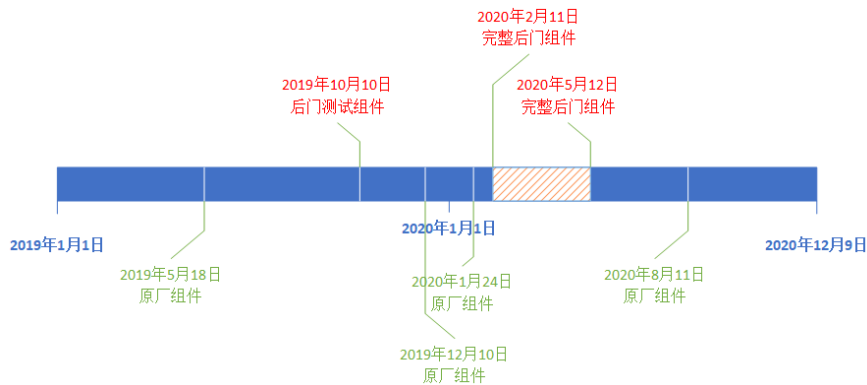 2020年2月11日
完整后门组件
2019年10月10日
后门测试组件
2020年5月12日
完整后门组件
2019年1月1日
2020年1月1日
2020年12月9日
2019年5月18日
原厂组件
2020年1月24日
原厂组件
2020年8月11日
原厂组件
2019年12月10日
原厂组件